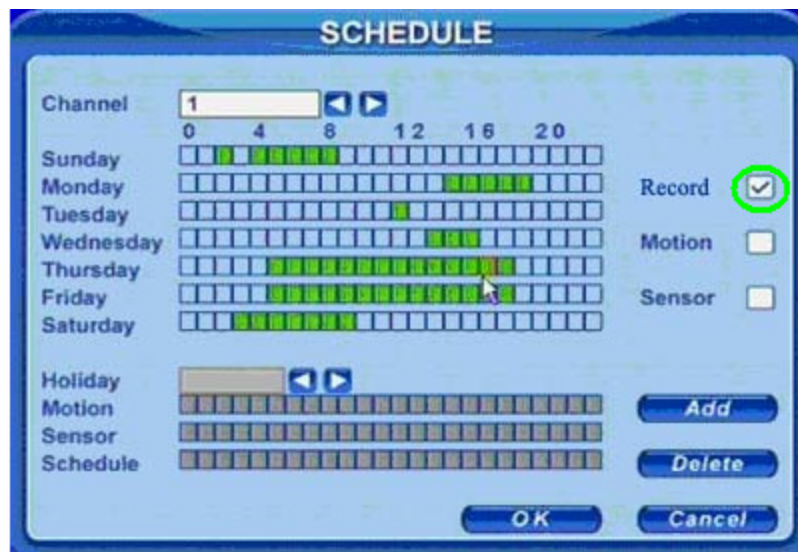 SCHEDULE
Channel 1
0 4 8 12 16 20
Sunday
Monday
Record
Tuesday
Wednesday
Motion
Thursday
Friday
Sensor
Saturday
Holiday
Motion
Add
Sensor
Schedule
Delete
OK
Cancel